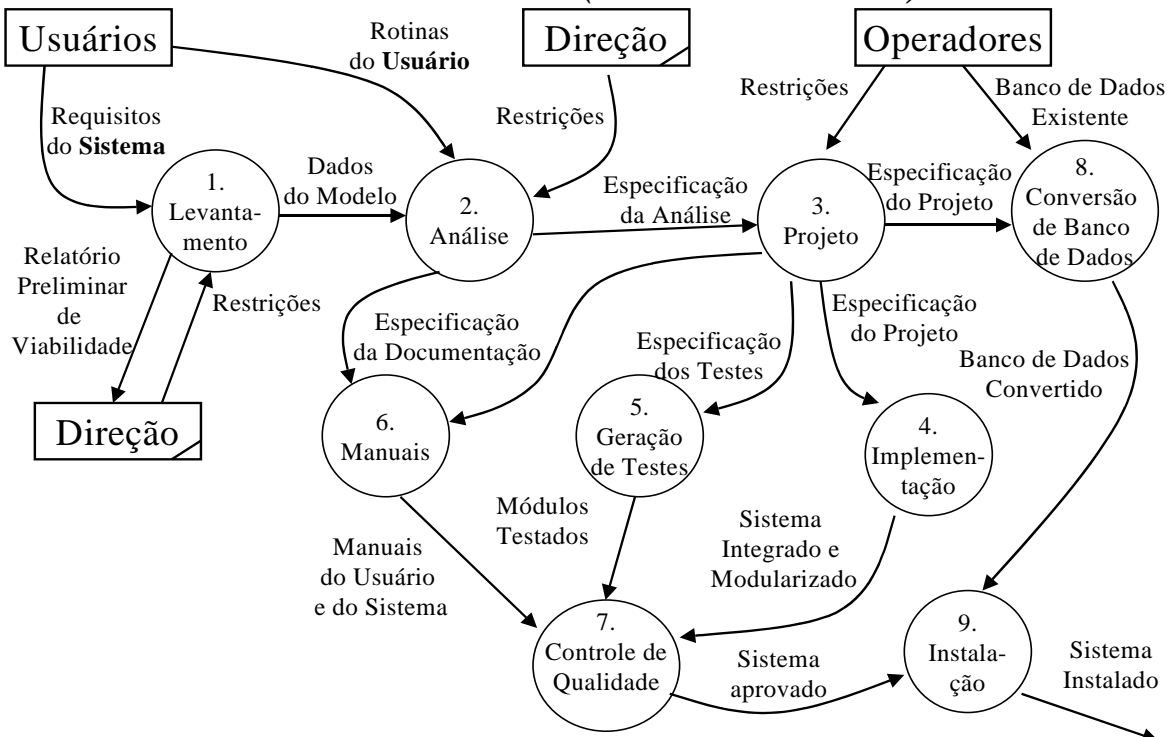 Usuários
Rotinas
do Usuário
Direção
Operadores
Requisitos
do Sistema
Restrições
Restrições
Banco de Dados
Existente
1.
Levanta-
mento
Dados
do Modelo
2.
Análise
Especificação
da Análise
3.
Projeto
Especificação
do Projeto
8.
Conversão
de Banco
de Dados
Relatório
Preliminar
de
Viabilidade
Restrições
Especificação
da Documentação
Especificação
dos Testes
Especificação
do Projeto
Banco de Dados
Convertido
Direção
6.
Manuais
5.
Geração
de Testes
4.
Implemen-
tação
Manuais
do Usuário
e do Sistema
Módulos
Testados
Sistema
Integrado e
Modularizado
7.
Controle de
Qualidade
Sistema
aprovado
9.
Instala-
ção
Sistema
Instalado